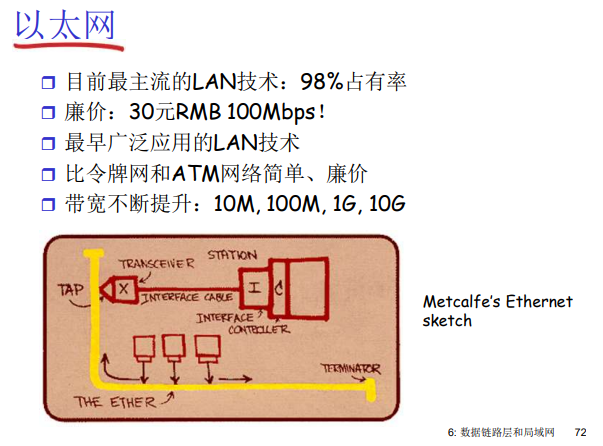 以太网
目前最主流的LAN技术：98%占有率
廉价：30元RMB 100Mbps！
最早广泛应用的LAN技术
比令牌网和ATM网络简单、廉价
带宽不断提升：10M, 100M, 1G, 10G
STATION
TRANSCEIVER
TAP
X
I
C
INTERFACE CABLE
INTERFACE
CONTROLLER
TERMINATOR
THE ETHER
Metcalfe's Ethernet
sketch
6: 数据链路层和局域网 72